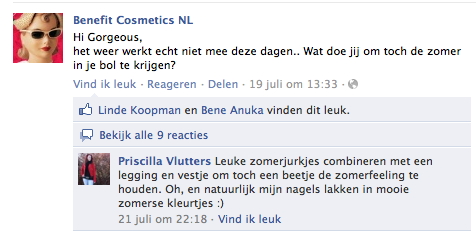 Benefit Cosmetics NL
Hi Gorgeous,
het weer werkt echt niet mee deze dagen.. Wat doe jij om toch de zomer
in je bol te krijgen?
Vind ik leuk · Reageren · Delen · 19 juli om 13:33 ·
Linde Koopman en Bene Anuka vinden dit leuk.
Bekijk alle 9 reacties
Priscilla Vlutters Leuke zomerjurkjes combineren met een
legging en vestje om toch een beetje de zomerfeeling te
houden. Oh, en natuurlijk mijn nagels lakken in mooie
zomerse kleurtjes :)
21 juli om 22:18 · Vind ik leuk